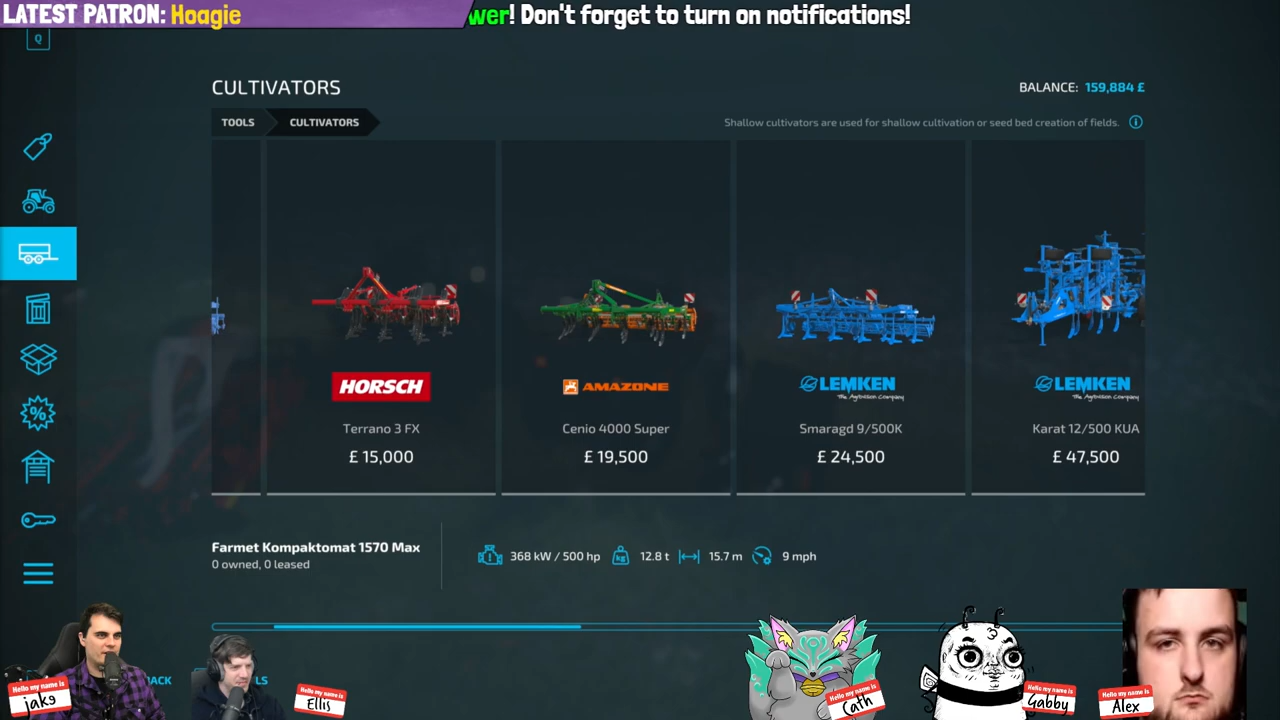 LATEST PATRON: Hoagie
wer! Don't forget to turn on notifications!
Q
CULTIVATORS
BALANCE: 159,884 £
TOOLS
CULTIVATORS
Shallow cultivators are used for shallow cultivation or seed bed creation of fields.
HORSCH
Terrano 3 FX
£ 15,000
AMAZONE
Cenio 4000 Super
£ 19,500
LEMKEN
The Agrovision Company
Smaragd 9/500K
£ 24,500
LEMKEN
The Agrovision Company
Karat 12/500 KUA
£ 47,500
Farmet Kompaktomat 1570 Max
0 owned, 0 leased
368 kW / 500 hp
12.8 t
15.7 m
9 mph
ACK
LS
Hello my name is
jak9
Hello my name is
Ellis
Hello my name is
Cath
Hello my name is
Gabby
Hello my name is
Alex